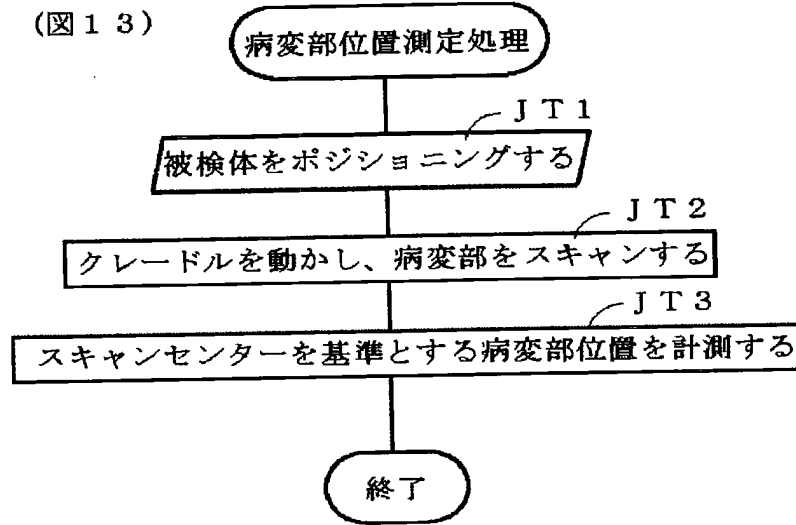 (図13)
病変部位置測定処理
JT1
被検体をポジショニングする
JT2
クレードルを動かし、病変部をスキャンする
JT3
スキャンセンターを基準とする病変部位置を計測する
終了